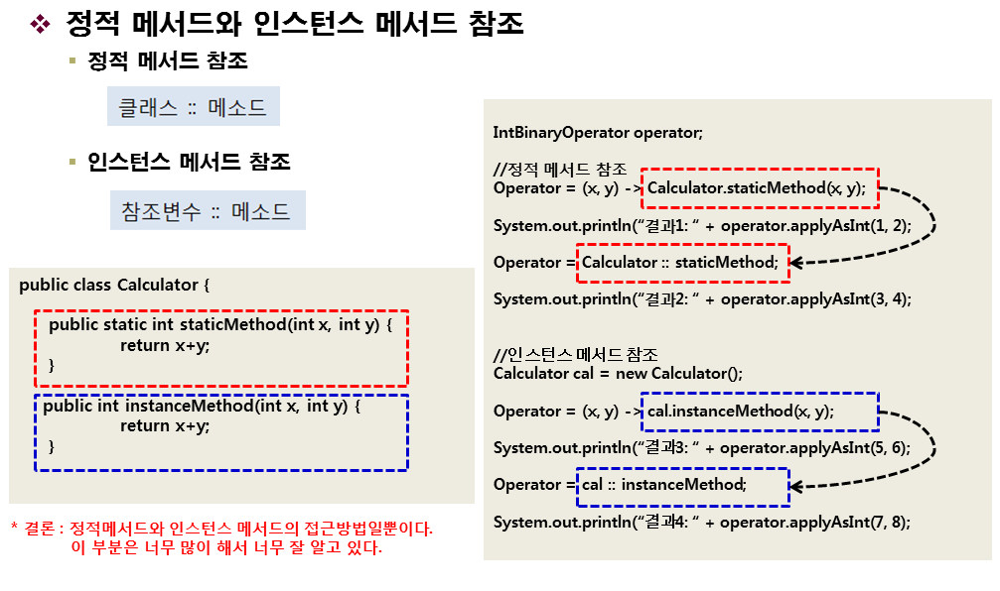 정적 메서드와 인스턴스 메서드 참조
정적 메서드 참조
클래스 :: 메소드
인스턴스 메서드 참조
참조변수 :: 메소드
public class Calculator {
public static int staticMethod(int x, int y) {
return x+y;
}
public int instanceMethod(int x, int y) {
return x+y;
}
* 결론 : 정적메서드와 인스턴스 메서드의 접근방법일뿐이다.
이 부분은 너무 많이 해서 너무 잘 알고 있다.
IntBinaryOperator operator;
//정적 메서드 참조
Operator = (x, y) -> Calculator.staticMethod(x, y);
System.out.println(“결과1: “ + operator.applyAsInt(1, 2);
Operator = Calculator :: staticMethod;
System.out.println(“결과2: “ + operator.applyAsInt(3, 4);
//인스턴스 메서드 참조
Calculator cal = new Calculator();
Operator = (x, y) -> cal.instanceMethod(x, y);
System.out.println(“결과3: “ + operator.applyAsInt(5, 6);
Operator = cal :: instanceMethod;
System.out.println(“결과4: “ + operator.applyAsInt(7, 8);